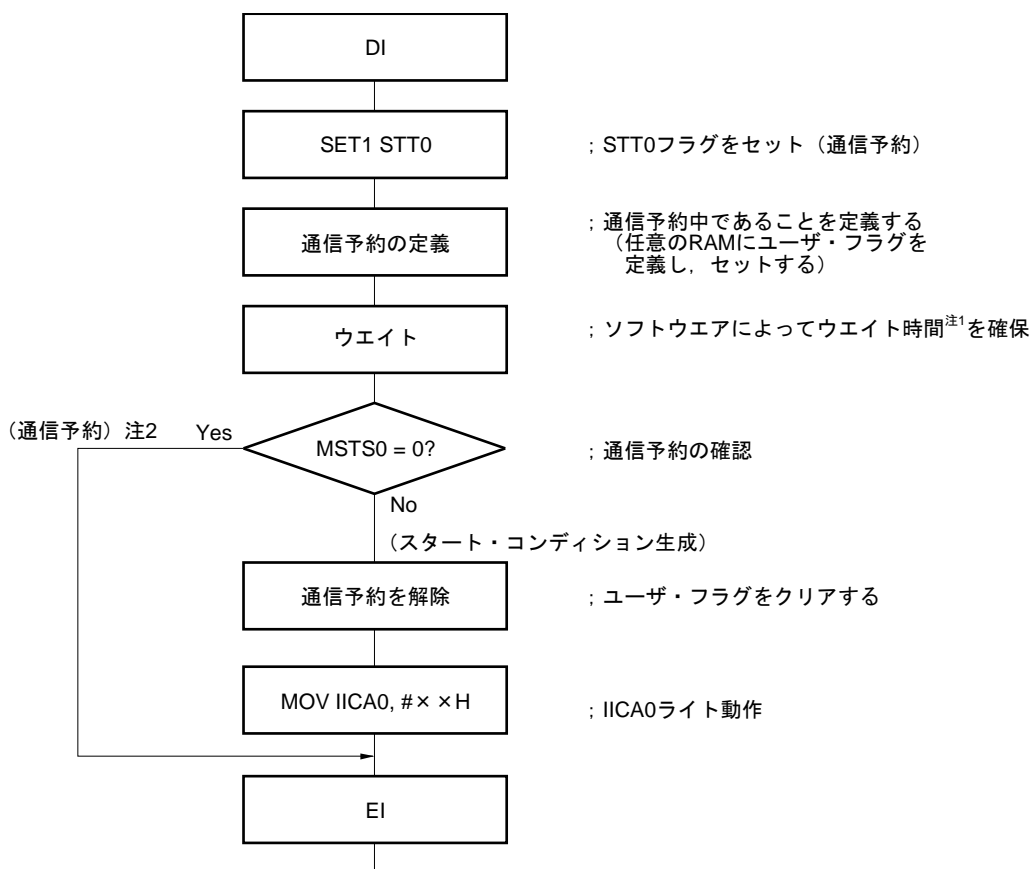 DI
SET1 STT0
; STT0フラグをセット（通信予約）
通信予約の定義
; 通信予約中であることを定義する
（任意のRAMにユーザ・フラグを
定義し，セットする）
ウエイト
; ソフトウエアによってウエイト時間注1を確保
（通信予約）注2 Yes
MSTS0 = 0?
; 通信予約の確認
No
（スタート・コンディション生成）
通信予約を解除
; ユーザ・フラグをクリアする
MOV IICA0, #× ×H
; IICA0ライト動作
EI